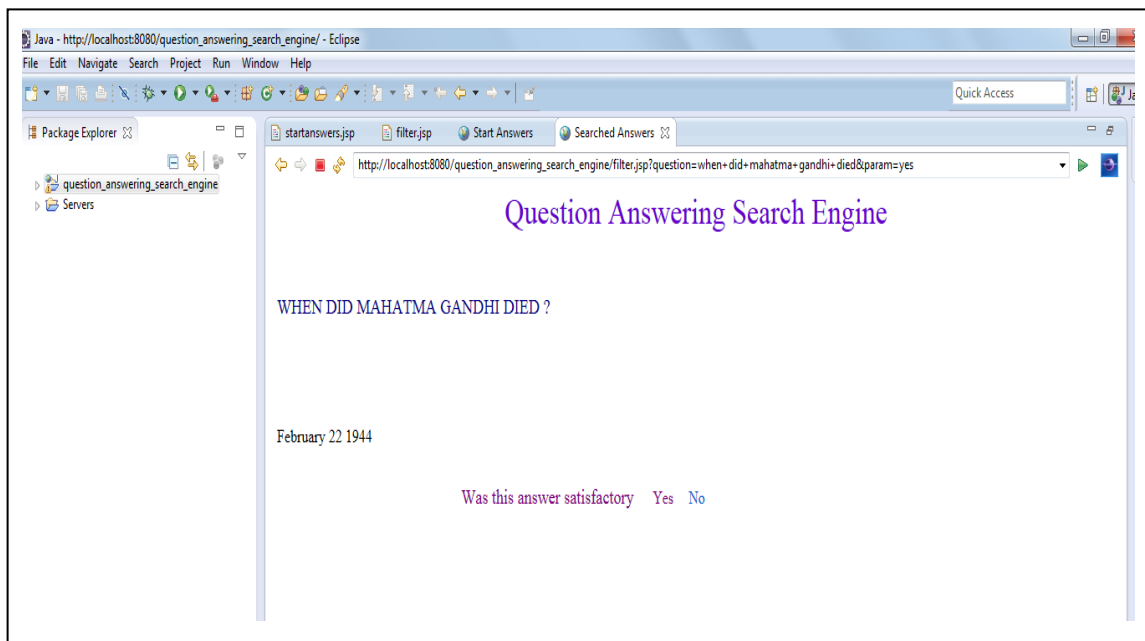 Java - http://localhost:8080/question_answering_search_engine/ - Eclipse
File Edit Navigate Search Project Run Window Help
Quick Access
Package Explorer
startanswers.jsp filter.jsp Start Answers Searched Answers
http://localhost:8080/question_answering_search_engine/filter.jsp?question=when+did+mahatma+gandhi+died&param=yes
question_answering_search_engine
Servers
Question Answering Search Engine
WHEN DID MAHATMA GANDHI DIED ?
February 22 1944
Was this answer satisfactory Yes No